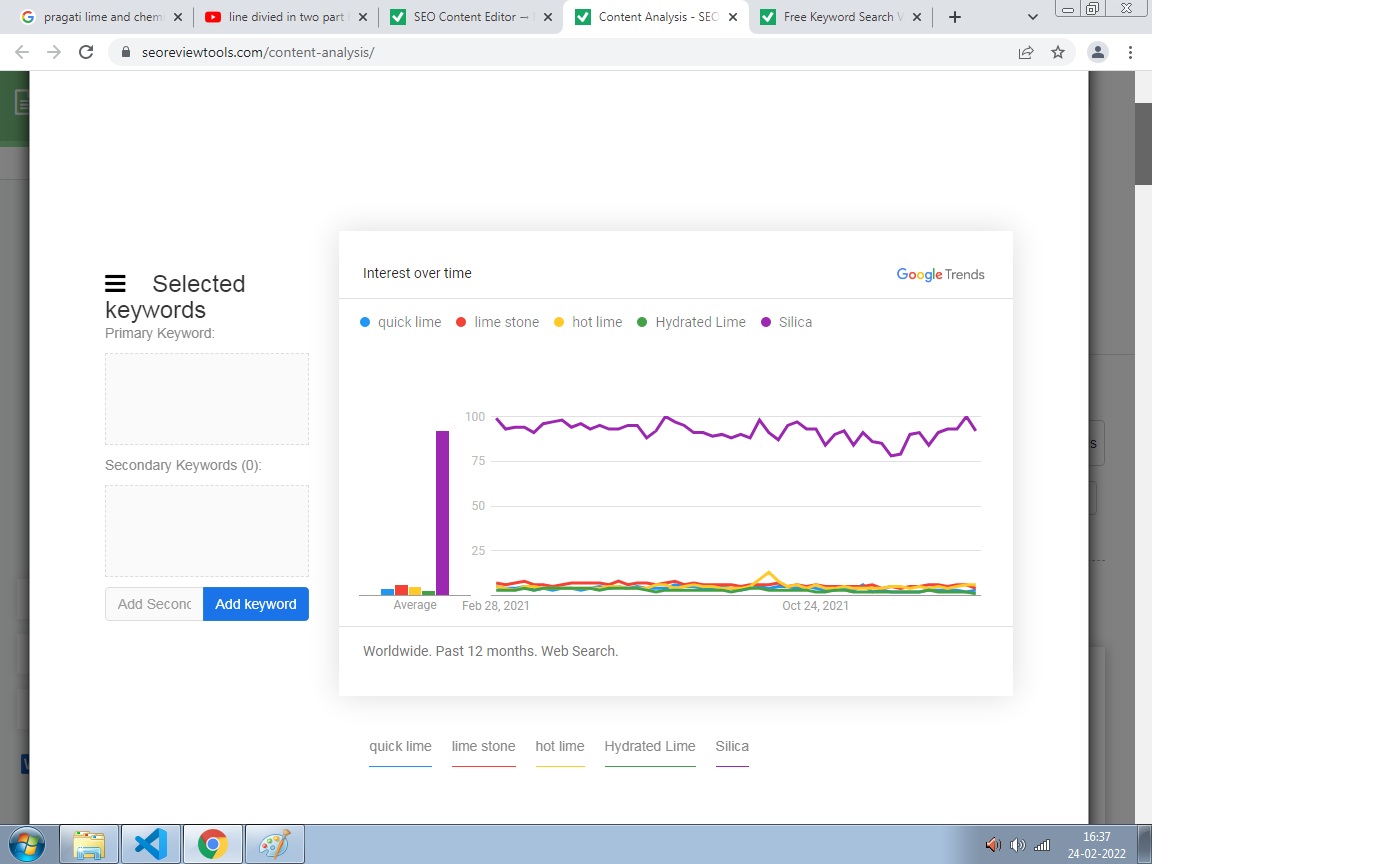 pragati lime and chem
line divied in two part
SEO Content Editor →
Content Analysis - SEO
Free Keyword Search V
seoreviewtools.com/content-analysis/
Selected
keywords
Primary Keyword:
Secondary Keywords (0):
Add Second
Add keyword
Interest over time
Google Trends
quick lime
lime stone
hot lime
Hydrated Lime
Silica
100
75
50
25
Average
Feb 28, 2021
Oct 24, 2021
Worldwide. Past 12 months. Web Search.
quick lime
lime stone
hot lime
Hydrated Lime
Silica
s
W
16:37
24-02-2022